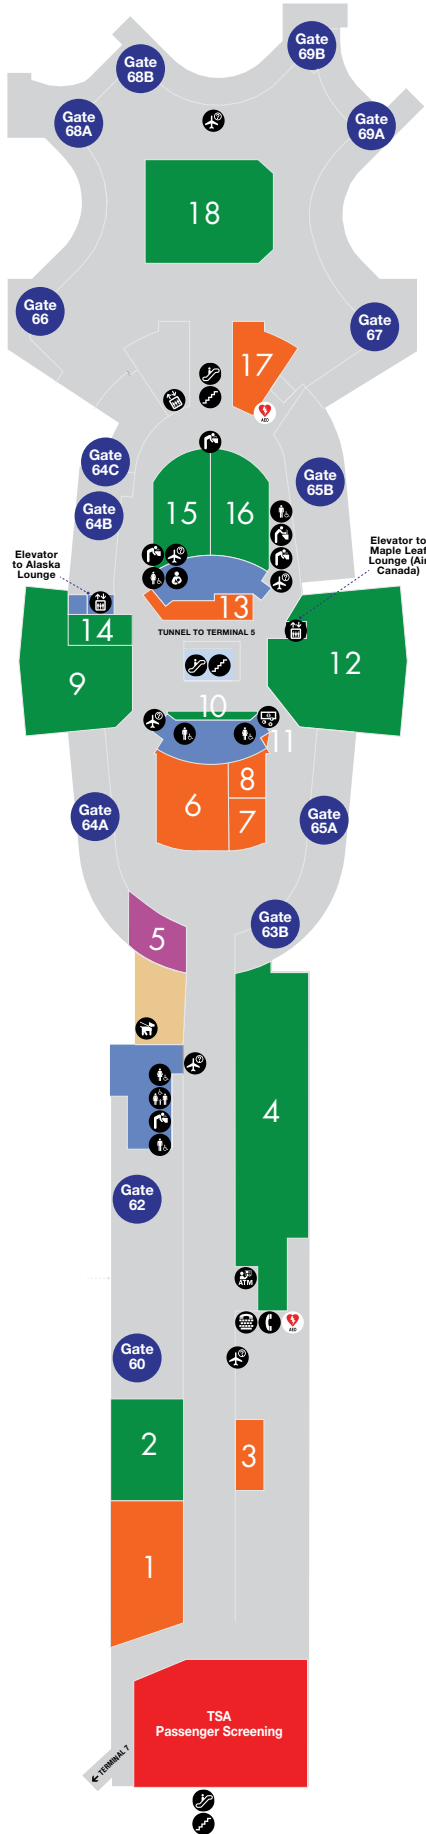 Gate
69B
Gate
68B
Gate
68A
Gate
69A
18
Gate
66
Gate
67
17
AED
Gate
64C
Gate
65B
Gate
64B
15
16
Elevator
to Alaska
Lounge
Elevator to
Maple Leaf
Lounge (Air
Canada)
13
14
TUNNEL TO TERMINAL 5
12
9
10
11
6
8
7
Gate
64A
Gate
65A
Gate
63B
5
4
Gate
62
ATM
AED
Gate
60
2
3
1
TSA
Passenger Screening
← TERMINAL 7